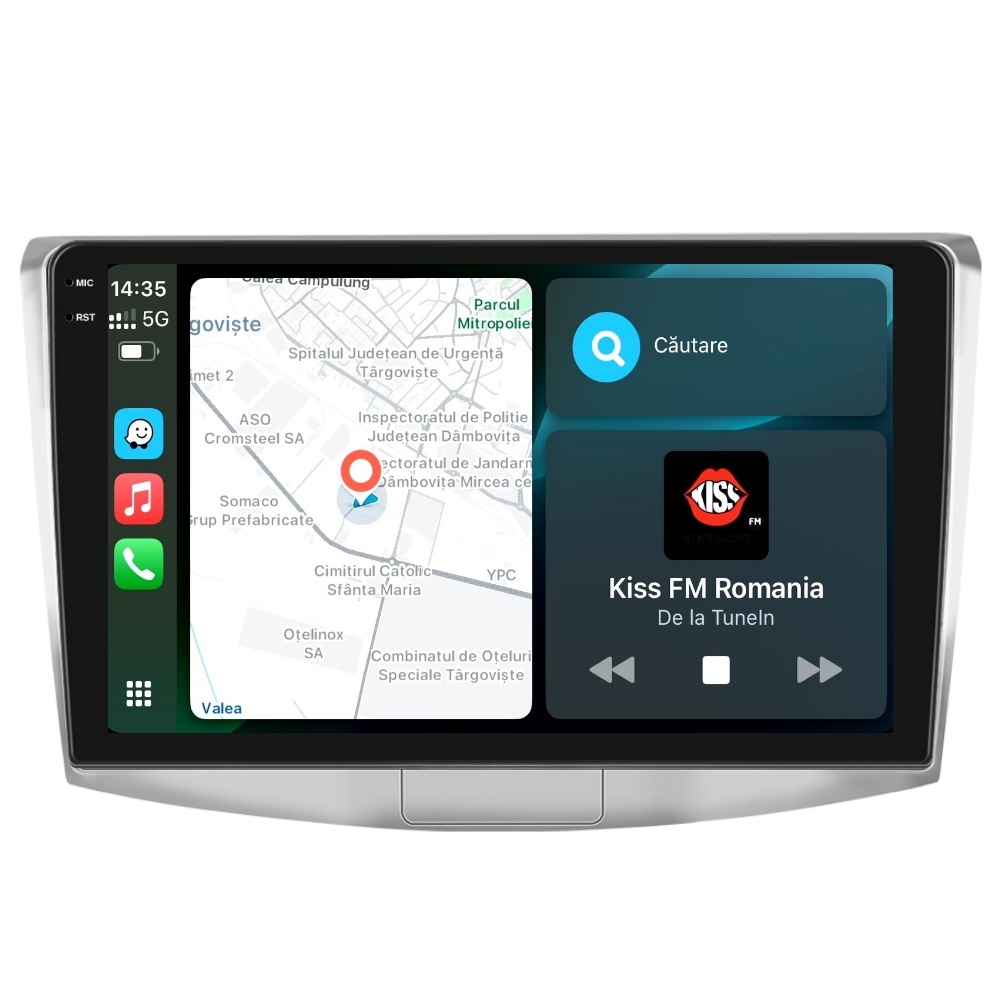 MIC
RST
14:35
5G
Calea Câmpulung
goviște
Parcul
Mitropoliei
Spitalul Județean de Urgență
Târgoviște
imet 2
ASO
Cromsteel SA
Inspectoratul de Poliție
Județean Dâmbovița
ectoratul de Jandarm
Dâmbovița Mircea ce
Somaco
Grup Prefabricate
Cimitirul Catolic
Sfânta Maria
YPC
Oțelinox
SA
Combinatul de Oțeluri
Speciale Târgoviște
Valea
Căutare
KISS
FM
Kiss FM Romania
De la TuneIn